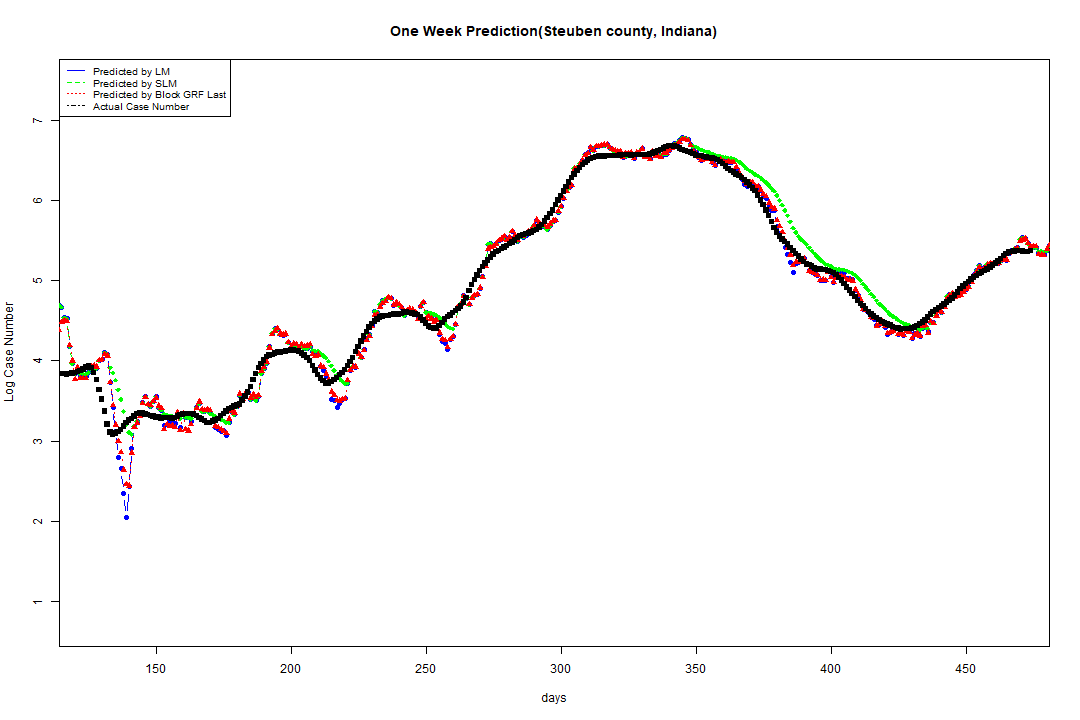 One Week Prediction(Steuben county, Indiana)
Predicted by LM
Predicted by SLM
Predicted by Block GRF Last
Actual Case Number
7
6
5
4
3
2
1
Log Case Number
150 200 250 300 350 400 450
days